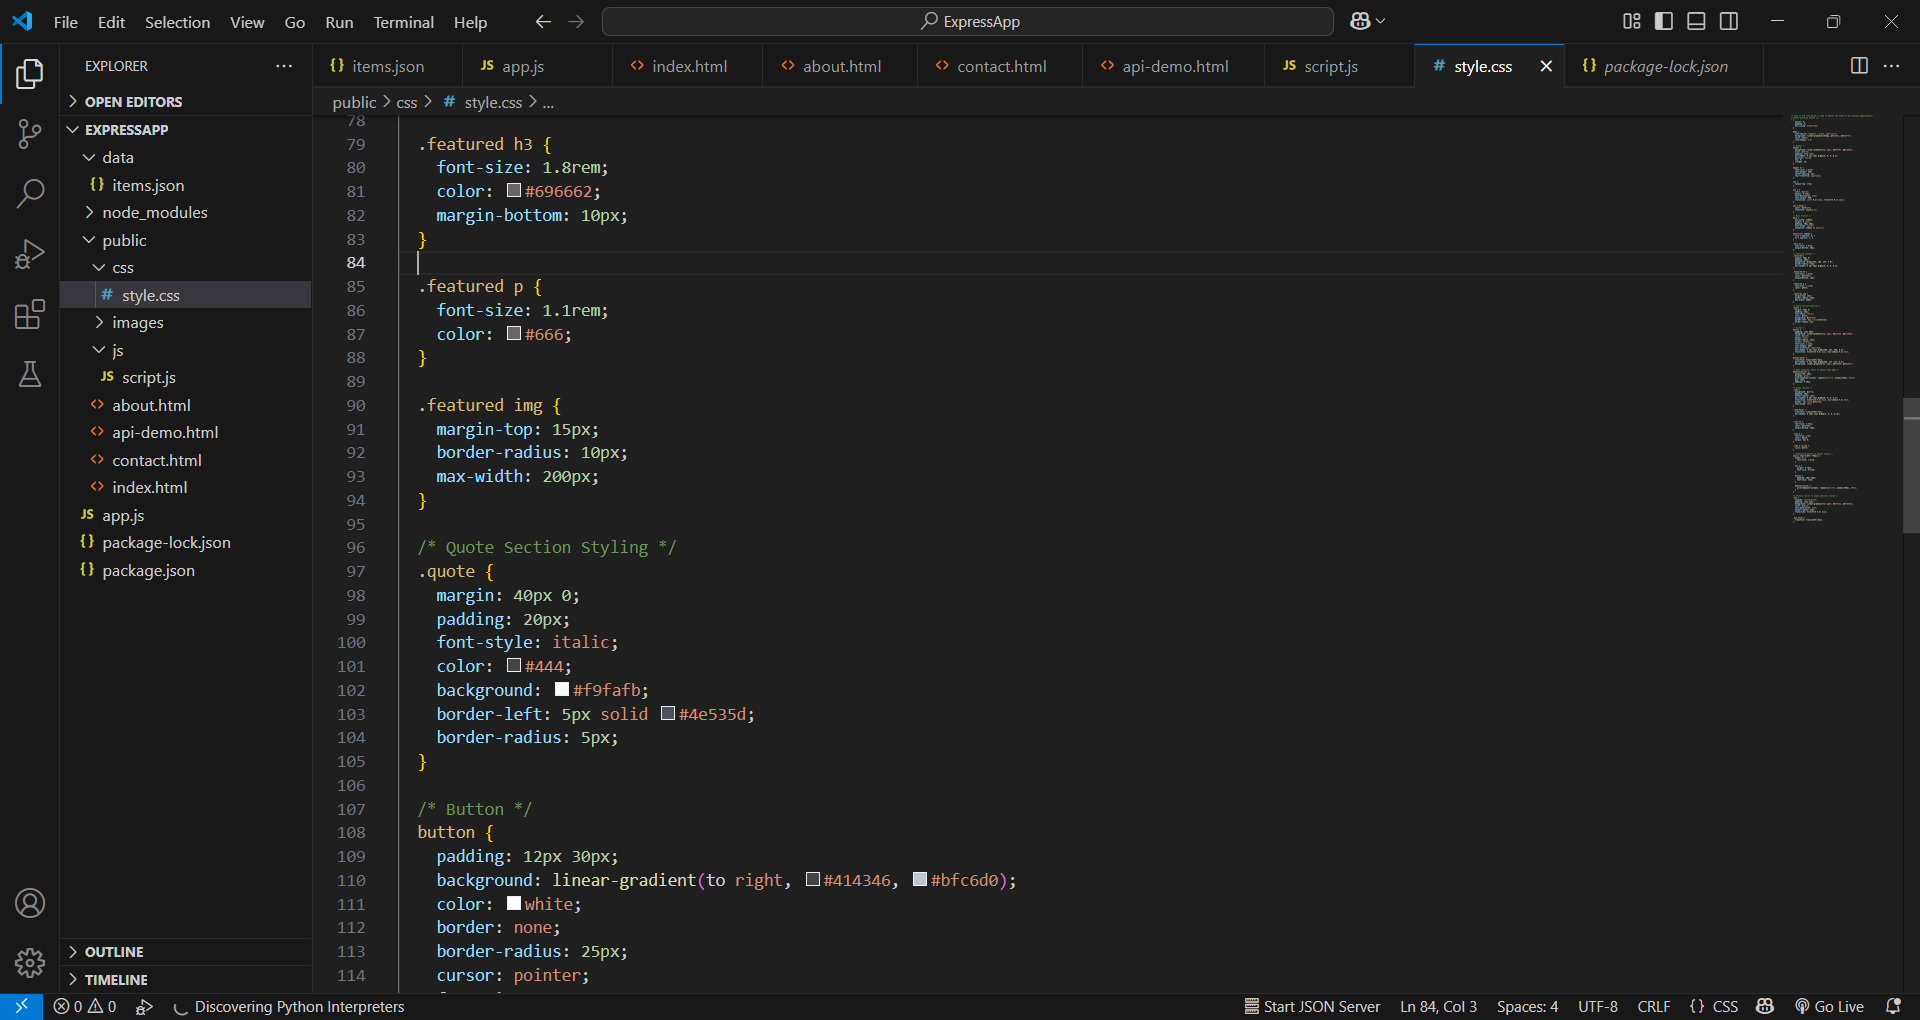 File Edit Selection View Go Run Terminal Help
ExpressApp
EXPLORER
OPEN EDITORS
EXPRESSAPP
data
{} items.json
node_modules
public
css
# style.css
images
js
JS script.js
<> about.html
<> api-demo.html
<> contact.html
<> index.html
JS app.js
{} package-lock.json
{} package.json
OUTLINE
TIMELINE
{} items.json
JS app.js
<> index.html
<> about.html
<> contact.html
<> api-demo.html
JS script.js
# style.css
{} package-lock.json
public > css > # style.css > ...
78
79 .featured h3 {
80 font-size: 1.8rem;
81 color: #696662;
82 margin-bottom: 10px;
83 }
84
85 .featured p {
86 font-size: 1.1rem;
87 color: #666;
88 }
89
90 .featured img {
91 margin-top: 15px;
92 border-radius: 10px;
93 max-width: 200px;
94 }
95
96 /* Quote Section Styling */
97 .quote {
98 margin: 40px 0;
99 padding: 20px;
100 font-style: italic;
101 color: #444;
102 background: #f9fafb;
103 border-left: 5px solid #4e535d;
104 border-radius: 5px;
105 }
106
107 /* Button */
108 button {
109 padding: 12px 30px;
110 background: linear-gradient(to right, #414346, #bfc6d0);
111 color: white;
112 border: none;
113 border-radius: 25px;
114 cursor: pointer;
0 0 Discovering Python Interpreters Start JSON Server Ln 84, Col 3 Spaces: 4 UTF-8 CRLF {} CSS Go Live